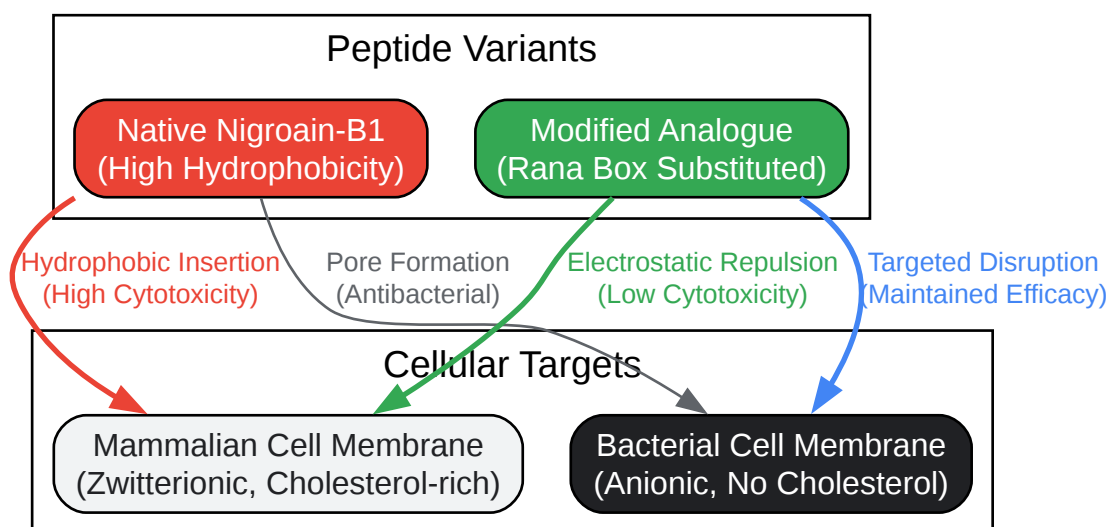 Peptide Variants
Native Nigroain-B1
(High Hydrophobicity)
Modified Analogue
(Rana Box Substituted)
Hydrophobic Insertion
(High Cytotoxicity)
Pore Formation
(Antibacterial)
Electrostatic Repulsion
(Low Cytotoxicity)
Targeted Disruption
(Maintained Efficacy)
Cellular Targets
Mammalian Cell Membrane
(Zwitterionic, Cholesterol-rich)
Bacterial Cell Membrane
(Anionic, No Cholesterol)